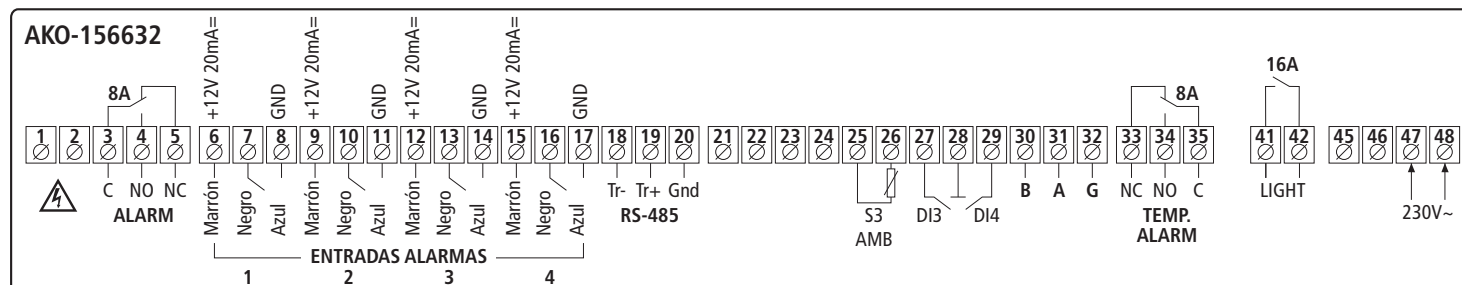 AKO-156632
+12V 20mA=
GND
+12V 20mA=
GND
+12V 20mA=
GND
+12V 20mA=
GND
8A
8A
16A
1 2 3 4 5 6 7 8 9 10 11 12 13 14 15 16 17 18 19 20 21 22 23 24 25 26 27 28 29 30 31 32 33 34 35 41 42 45 46 47 48
C NO NC
ALARM
Marrón
Negro
Azul
Marrón
Negro
Azul
Marrón
Negro
Azul
Marrón
Negro
Azul
ENTRADAS ALARMAS
1 2 3 4
Tr- Tr+ Gnd
RS-485
S3
AMB
DI3 DI4
B A G
NC NO C
TEMP.
ALARM
LIGHT
230V~